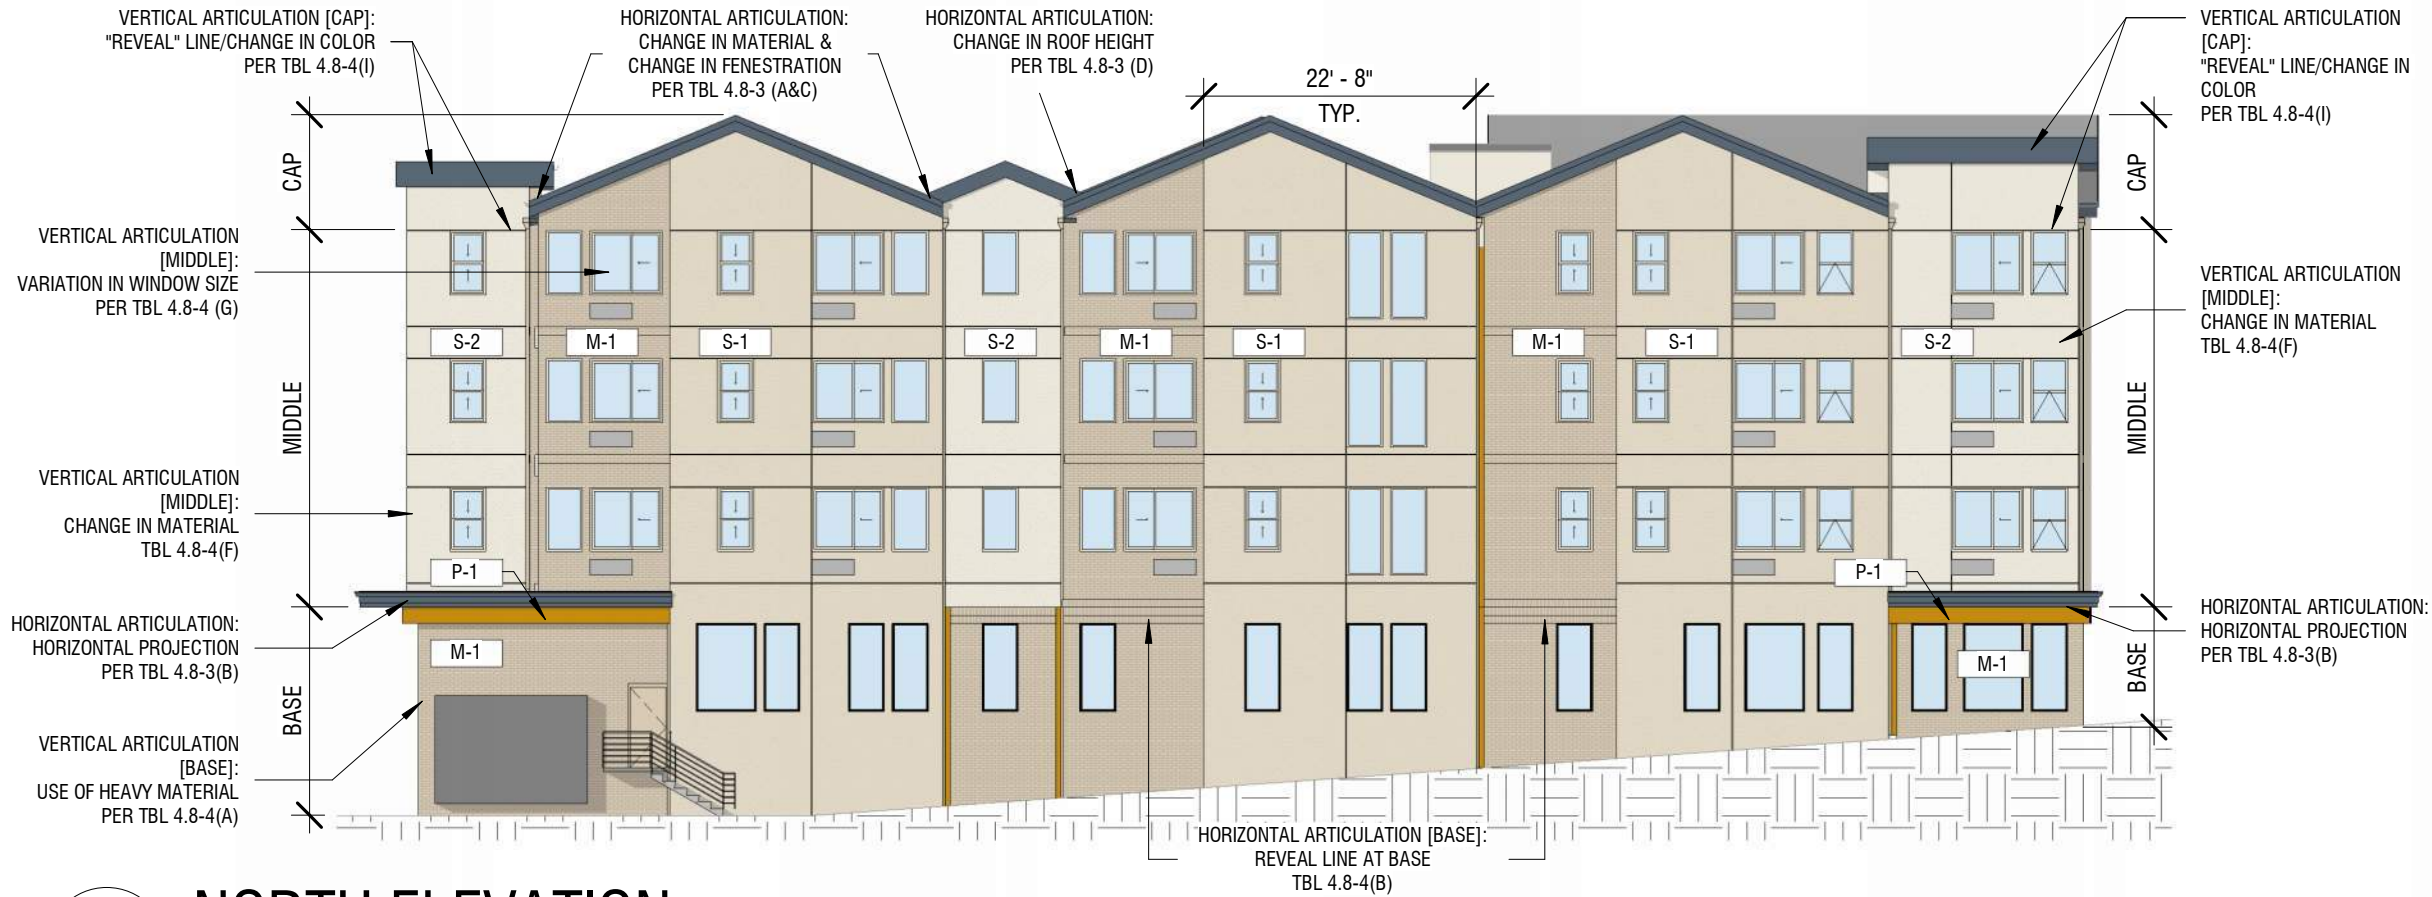 VERTICAL ARTICULATION [CAP]:
"REVEAL" LINE/CHANGE IN COLOR
PER TBL 4.8-4(I)
HORIZONTAL ARTICULATION:
CHANGE IN MATERIAL &
CHANGE IN FENESTRATION
PER TBL 4.8-3 (A&C)
HORIZONTAL ARTICULATION:
CHANGE IN ROOF HEIGHT
PER TBL 4.8-3 (D)
22' - 8"
TYP.
VERTICAL ARTICULATION
[CAP]:
"REVEAL" LINE/CHANGE IN
COLOR
PER TBL 4.8-4(I)
CAP
CAP
VERTICAL ARTICULATION
[MIDDLE]:
VARIATION IN WINDOW SIZE
PER TBL 4.8-4 (G)
VERTICAL ARTICULATION
[MIDDLE]:
CHANGE IN MATERIAL
TBL 4.8-4(F)
S-2
M-1
S-1
S-2
M-1
S-1
M-1
S-1
S-2
MIDDLE
MIDDLE
VERTICAL ARTICULATION
[MIDDLE]:
CHANGE IN MATERIAL
TBL 4.8-4(F)
P-1
P-1
HORIZONTAL ARTICULATION:
HORIZONTAL PROJECTION
PER TBL 4.8-3(B)
HORIZONTAL ARTICULATION:
HORIZONTAL PROJECTION
PER TBL 4.8-3(B)
M-1
M-1
BASE
BASE
VERTICAL ARTICULATION
[BASE]:
USE OF HEAVY MATERIAL
PER TBL 4.8-4(A)
HORIZONTAL ARTICULATION [BASE]:
REVEAL LINE AT BASE
TBL 4.8-4(B)
NORTH ELEVATION